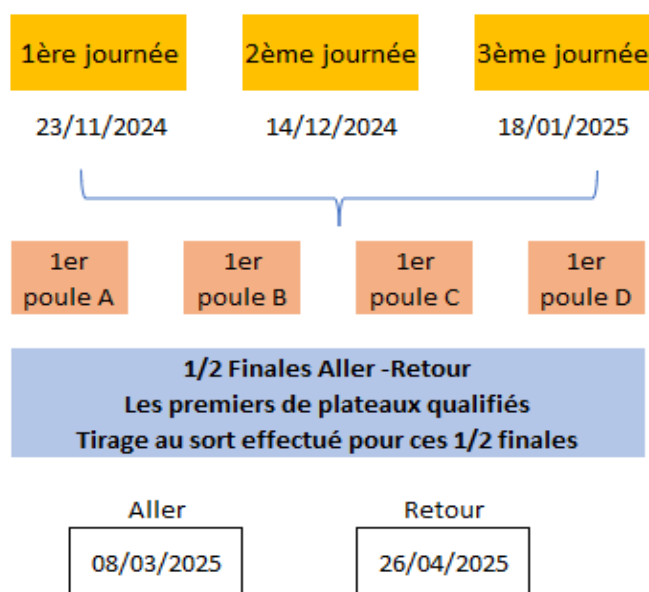 1ère journée 2ème journée 3ème journée
23/11/2024 14/12/2024 18/01/2025
1er 1er 1er 1er
poule A poule B poule C poule D
1/2 Finales Aller -Retour
Les premiers de plateaux qualifiés
Tirage au sort effectué pour ces 1/2 finales
Aller Retour
08/03/2025 26/04/2025